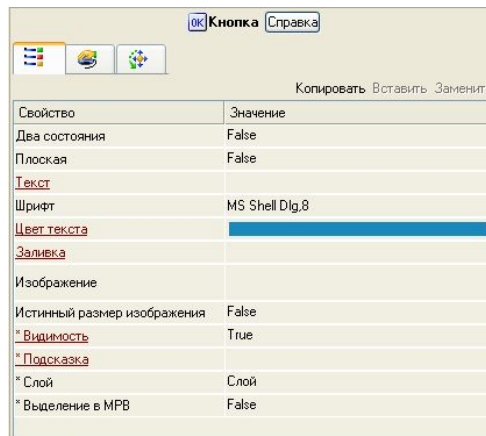 ок Кнопка Справка
Копировать Вставить Заменит
Свойство Значение
Два состояния False
Плоская False
Текст
Шрифт MS Shell Dlg,8
Цвет текста
Заливка
Изображение
Истинный размер изображения False
* Видимость True
* Подсказка
* Слой Слой
* Выделение в МРВ False